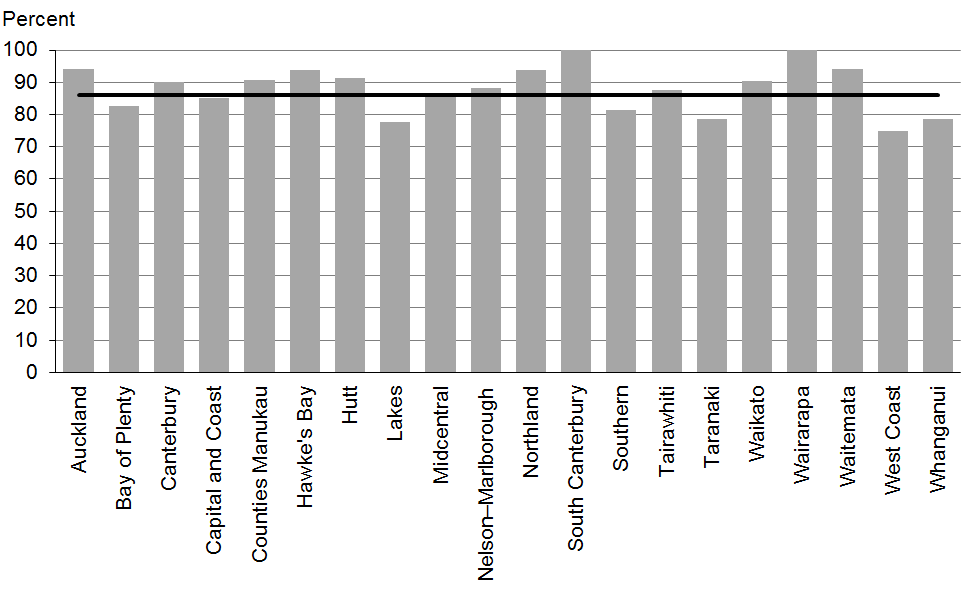 Percent
100
90
80
70
60
50
40
30
20
10
0
Auckland
Bay of Plenty
Canterbury
Capital and Coast
Counties Manukau
Hawke's Bay
Hutt
Lakes
Midcentral
Nelson–Marlborough
Northland
South Canterbury
Southern
Tairawhiti
Taranaki
Waikato
Wairarapa
Waitemata
West Coast
Whanganui